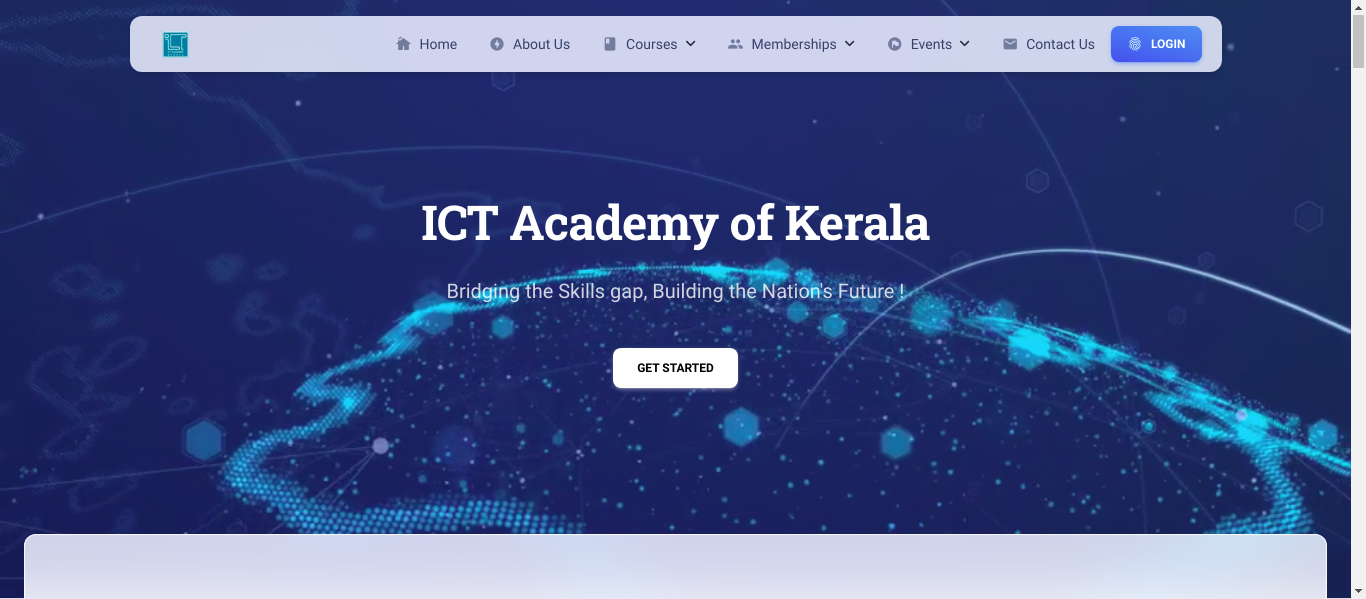 Home About Us Courses Memberships Events Contact Us LOGIN
ICT Academy of Kerala
Bridging the Skills gap, Building the Nation's Future !
GET STARTED